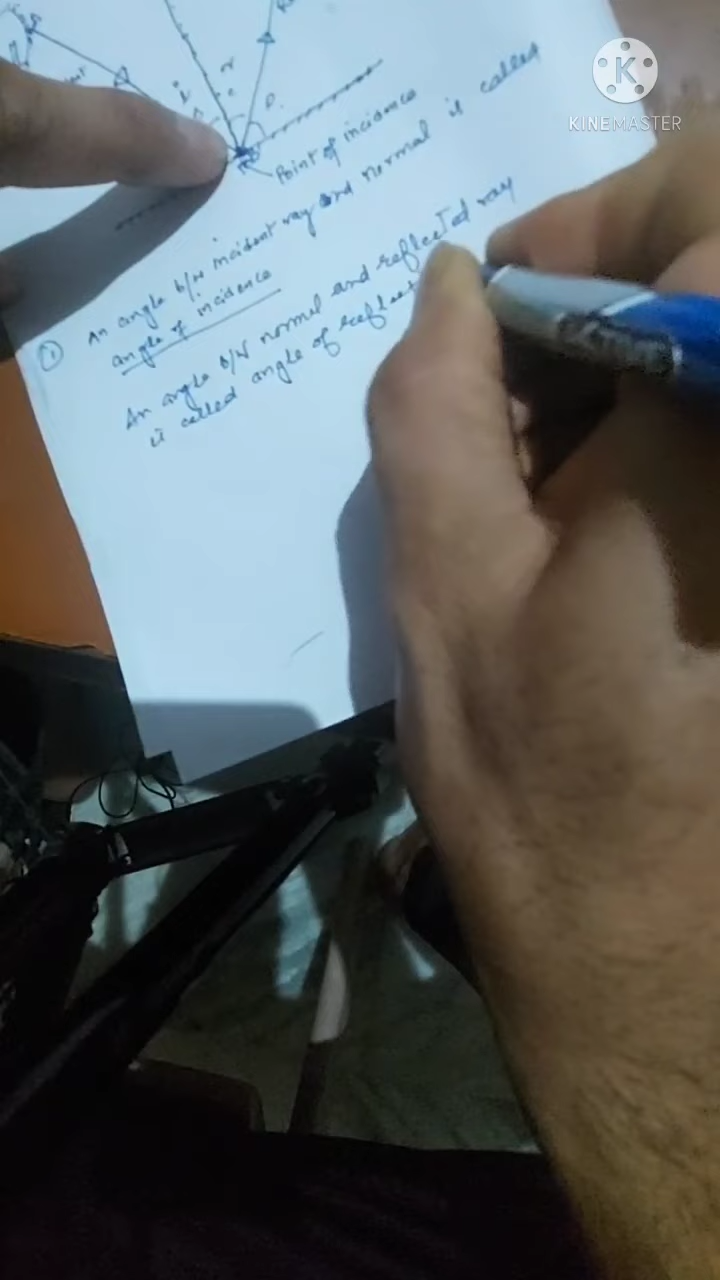 i
r
Point of incidence
① An angle b/w incident ray and normal is called
angle of incidence
An angle b/w normal and reflected ray
is called angle of reflect
KINEMASTER